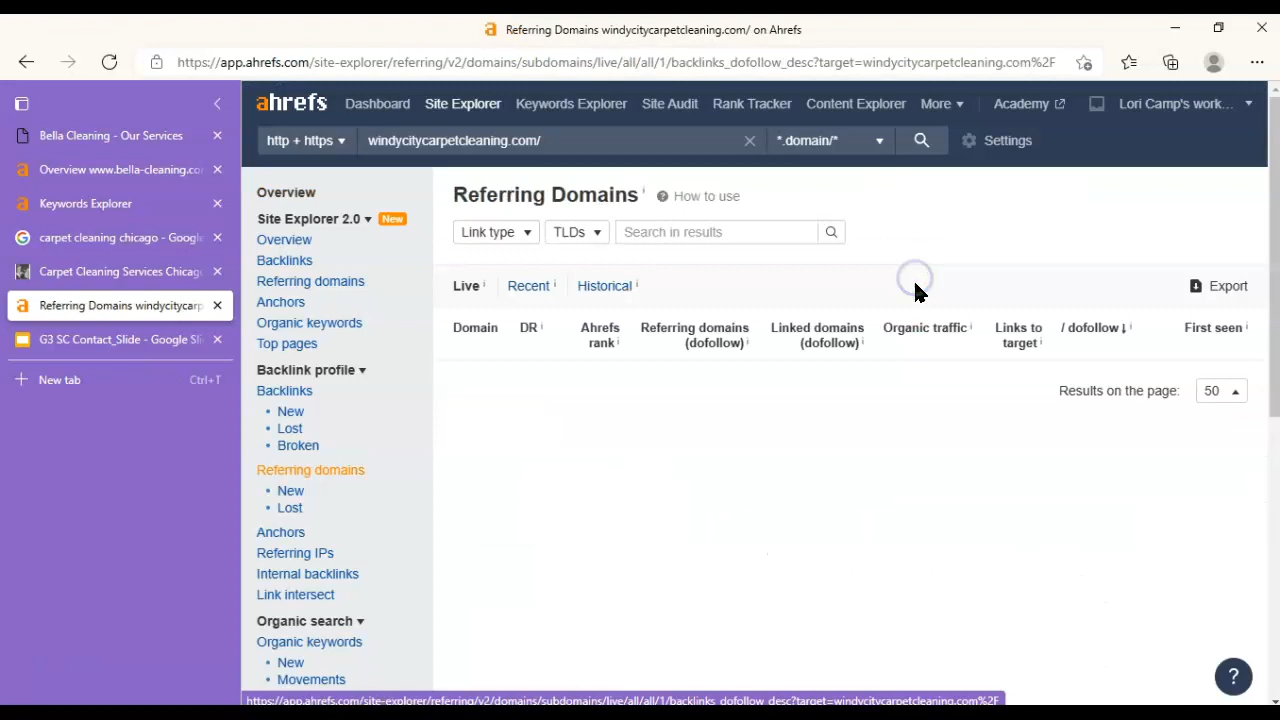 Referring Domains windycitycarpetcleaning.com/ on Ahrefs
https://app.ahrefs.com/site-explorer/referring/v2/domains/subdomains/live/all/all/1/backlinks_dofollow_desc?target=windycitycarpetcleaning.com%2F
Bella Cleaning - Our Services
Overview www.bella-cleaning.co
Keywords Explorer
carpet cleaning chicago - Google
Carpet Cleaning Services Chicag
Referring Domains windycitycarp
G3 SC Contact_Slide - Google Sli
New tab Ctrl+T
ahrefs Dashboard Site Explorer Keywords Explorer Site Audit Rank Tracker Content Explorer More Academy Lori Camp's work...
http + https windycitycarpetcleaning.com/ *.domain/* Settings
Overview
Site Explorer 2.0 New
Overview
Backlinks
Referring domains
Anchors
Organic keywords
Top pages
Backlink profile
Backlinks
• New
• Lost
• Broken
Referring domains
• New
• Lost
Anchors
Referring IPs
Internal backlinks
Link intersect
Organic search
Organic keywords
• New
• Movements
Referring Domains i ? How to use
Link type TLDs Search in results
Live i Recent i Historical i Export
Domain DR i Ahrefs rank i Referring domains (dofollow) i Linked domains (dofollow) i Organic traffic i Links to target i / dofollow ↓ i First seen i
Results on the page: 50
?
https://app.ahrefs.com/site-explorer/referring/v2/domains/subdomains/live/all/all/1/backlinks_dofollow_desc?target=windycitycarpetcleaning.com%2F